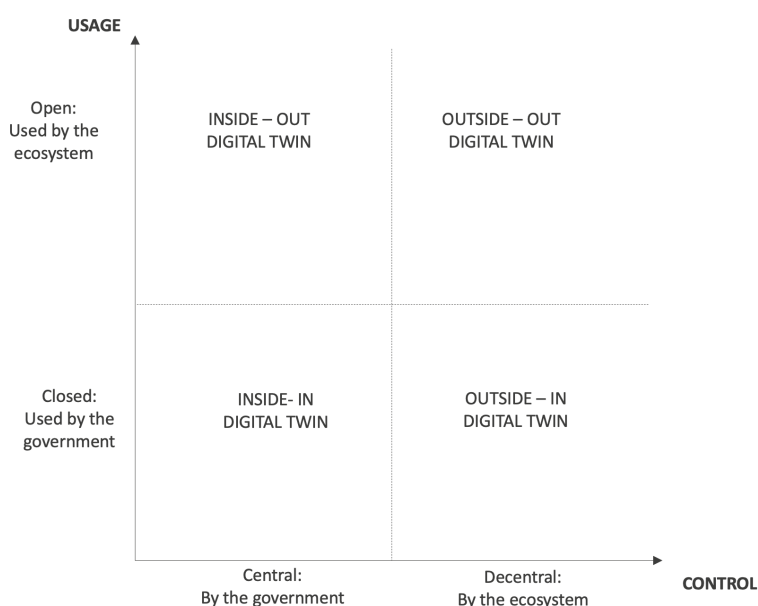 USAGE
Open:
Used by the
ecosystem
INSIDE – OUT
DIGITAL TWIN
OUTSIDE – OUT
DIGITAL TWIN
Closed:
Used by the
government
INSIDE- IN
DIGITAL TWIN
OUTSIDE – IN
DIGITAL TWIN
Central:
By the government
Decentral:
By the ecosystem
CONTROL